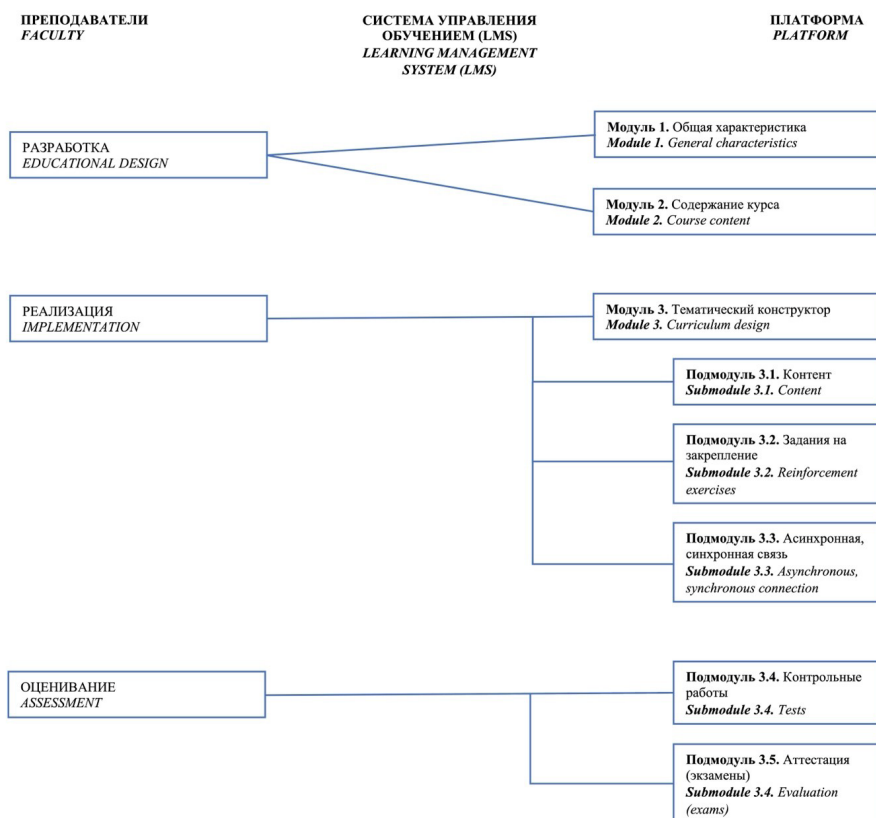 ПРЕПОДАВАТЕЛИ
FACULTY
СИСТЕМА УПРАВЛЕНИЯ
ОБУЧЕНИЕМ (LMS)
LEARNING MANAGEMENT
SYSTEM (LMS)
ПЛАТФОРМА
PLATFORM
РАЗРАБОТКА
EDUCATIONAL DESIGN
Модуль 1. Общая характеристика
Module 1. General characteristics
Модуль 2. Содержание курса
Module 2. Course content
РЕАЛИЗАЦИЯ
IMPLEMENTATION
Модуль 3. Тематический конструктор
Module 3. Curriculum design
Подмодуль 3.1. Контент
Submodule 3.1. Content
Подмодуль 3.2. Задания на
закрепление
Submodule 3.2. Reinforcement
exercises
Подмодуль 3.3. Асинхронная,
синхронная связь
Submodule 3.3. Asynchronous,
synchronous connection
ОЦЕНИВАНИЕ
ASSESSMENT
Подмодуль 3.4. Контрольные
работы
Submodule 3.4. Tests
Подмодуль 3.5. Аттестация
(экзамены)
Submodule 3.4. Evaluation
(exams)